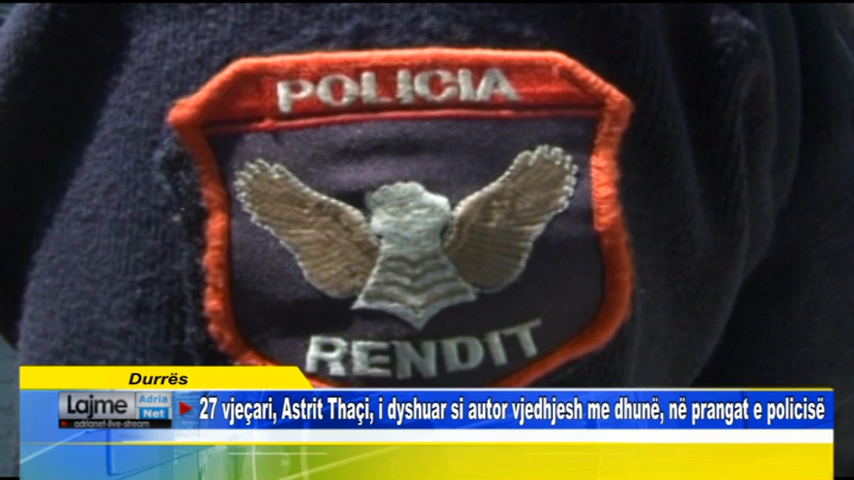 POLICIA
RENDIT
Durrës
Lajme Adria Net
adrianet-live-stream
27 vjeçari, Astrit Thaçi, i dyshuar si autor vjedhjesh me dhunë, në prangat e policisë